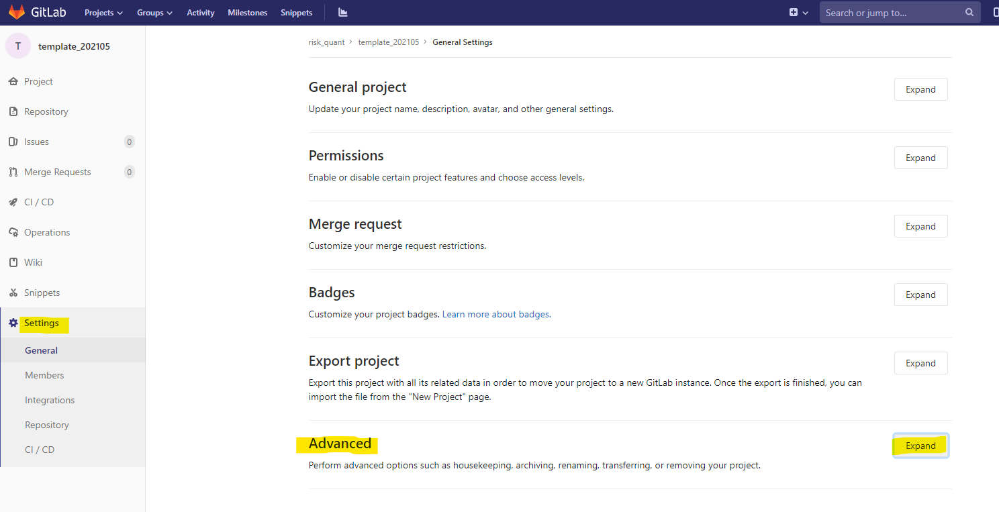 GitLab Projects Groups Activity Milestones Snippets Search or jump to...
T template_202105
Project
Repository
Issues 0
Merge Requests 0
CI / CD
Operations
Wiki
Snippets
Settings
General
Members
Integrations
Repository
CI / CD
risk_quant > template_202105 > General Settings
General project Expand
Update your project name, description, avatar, and other general settings.
Permissions Expand
Enable or disable certain project features and choose access levels.
Merge request Expand
Customize your merge request restrictions.
Badges Expand
Customize your project badges. Learn more about badges.
Export project Expand
Export this project with all its related data in order to move your project to a new GitLab instance. Once the export is finished, you can
import the file from the "New Project" page.
Advanced Expand
Perform advanced options such as housekeeping, archiving, renaming, transferring, or removing your project.